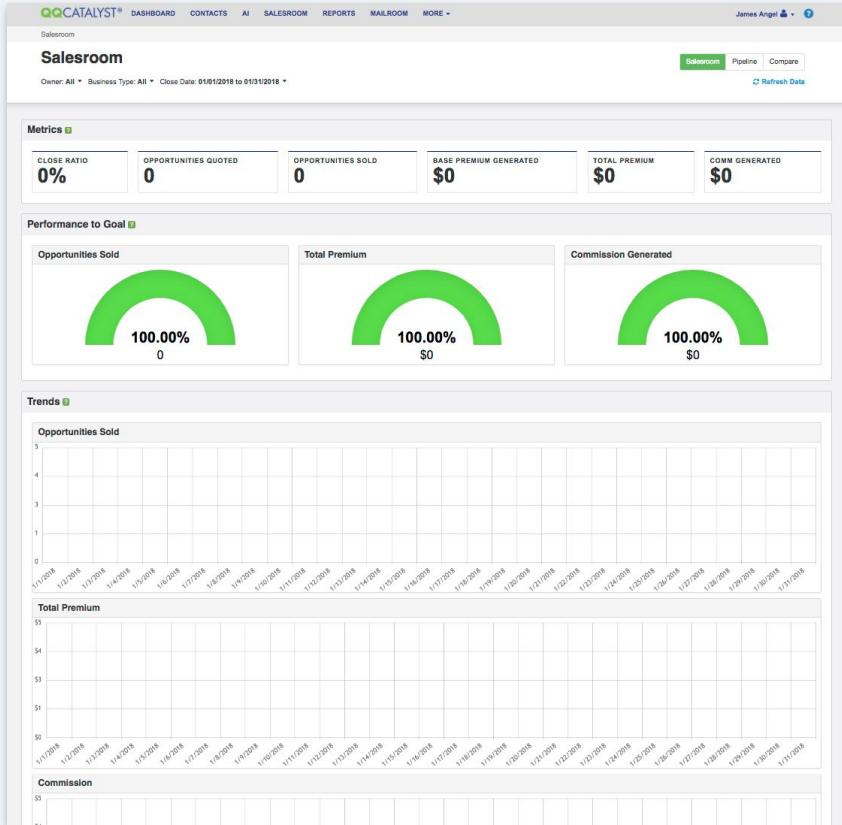 QQCATALYST® DASHBOARD CONTACTS AI SALESROOM REPORTS MAILROOM MORE James Angel ?
Salesroom
Salesroom
Salesroom Pipeline Compare
Owner: All Business Type: All Close Date: 01/01/2018 to 01/31/2018 Refresh Data
Metrics ?
CLOSE RATIO OPPORTUNITIES QUOTED OPPORTUNITIES SOLD BASE PREMIUM GENERATED TOTAL PREMIUM COMM GENERATED
0% 0 0 $0 $0 $0
Performance to Goal ?
Opportunities Sold Total Premium Commission Generated
100.00% 100.00% 100.00%
0 $0 $0
Trends ?
Opportunities Sold
5
4
3
1
0
1/1/2018 1/2/2018 1/3/2018 1/4/2018 1/5/2018 1/6/2018 1/7/2018 1/8/2018 1/9/2018 1/10/2018 1/11/2018 1/12/2018 1/13/2018 1/14/2018 1/15/2018 1/16/2018 1/17/2018 1/18/2018 1/19/2018 1/20/2018 1/21/2018 1/22/2018 1/23/2018 1/24/2018 1/25/2018 1/26/2018 1/27/2018 1/28/2018 1/29/2018 1/30/2018 1/31/2018
Total Premium
$5
$4
$3
$1
$0
1/1/2018 1/2/2018 1/3/2018 1/4/2018 1/5/2018 1/6/2018 1/7/2018 1/8/2018 1/9/2018 1/10/2018 1/11/2018 1/12/2018 1/13/2018 1/14/2018 1/15/2018 1/16/2018 1/17/2018 1/18/2018 1/19/2018 1/20/2018 1/21/2018 1/22/2018 1/23/2018 1/24/2018 1/25/2018 1/26/2018 1/27/2018 1/28/2018 1/29/2018 1/30/2018 1/31/2018
Commission
$5